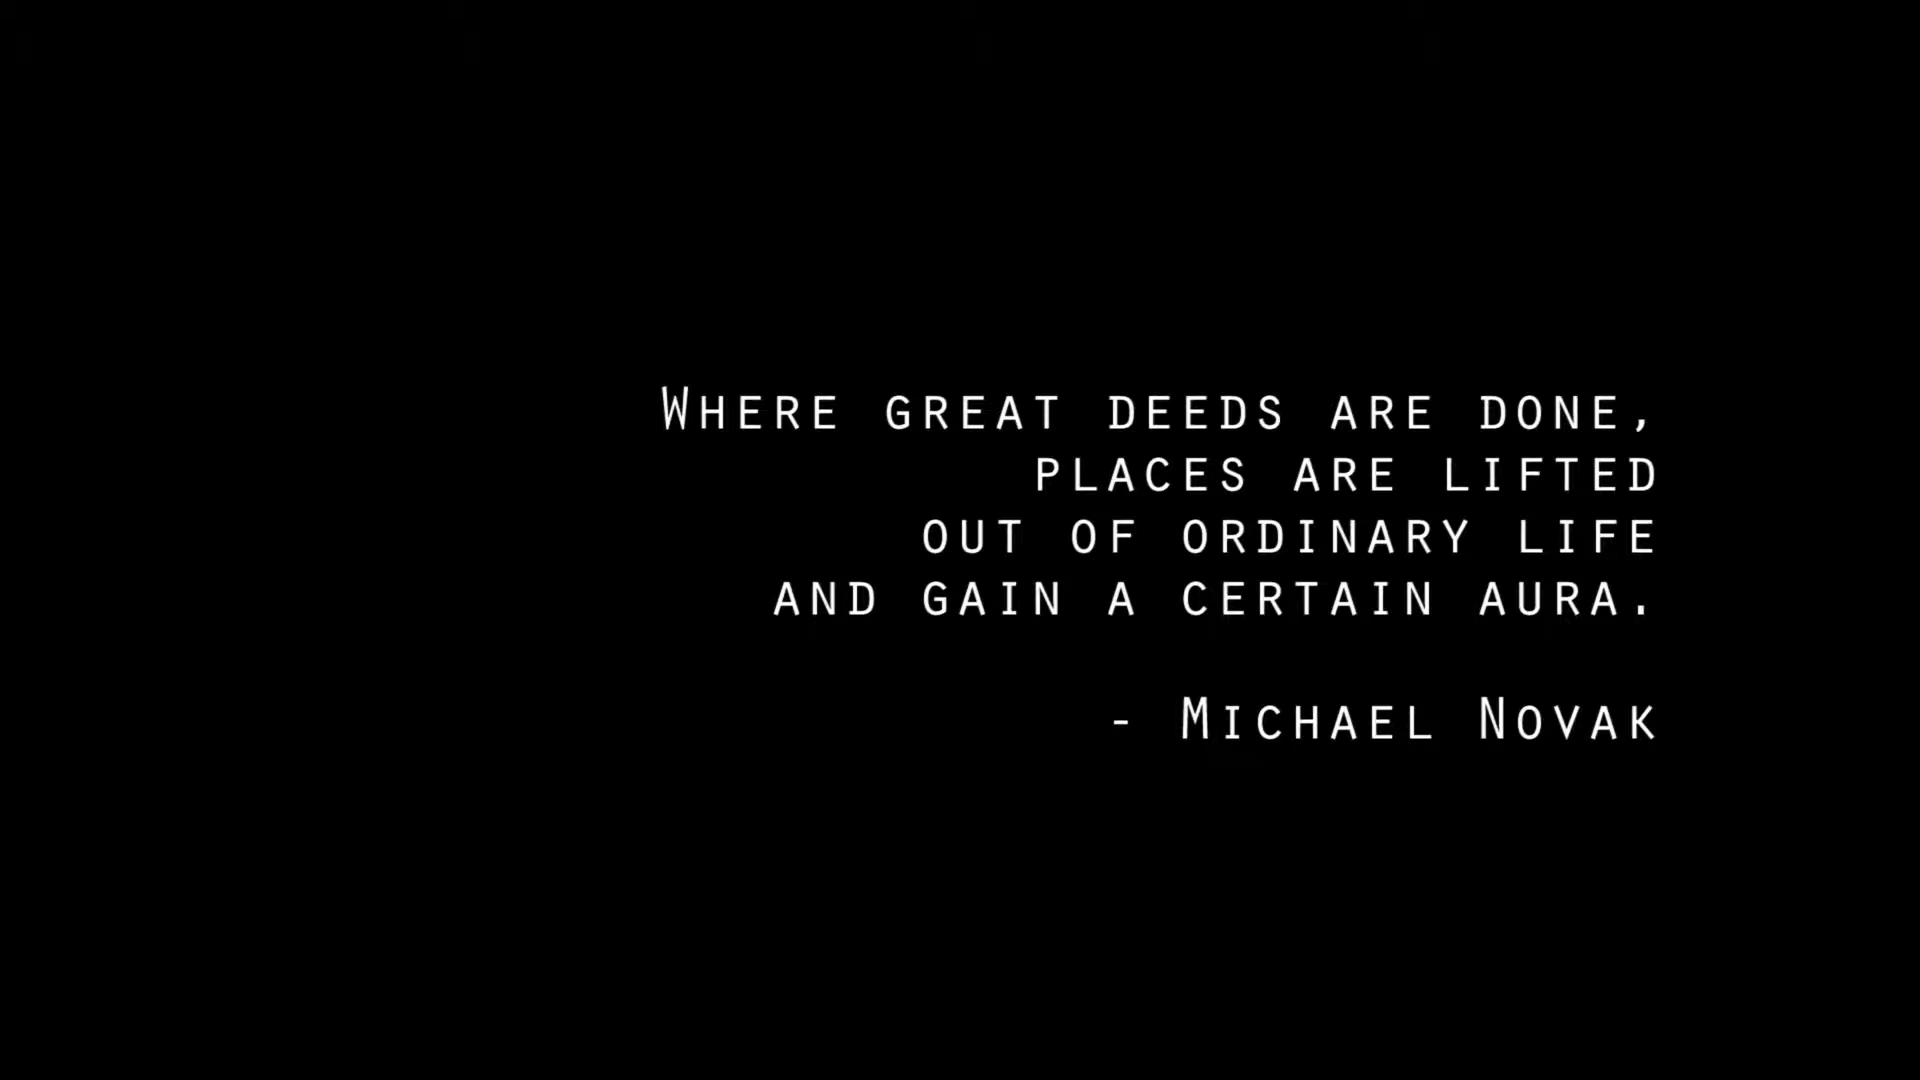 Where great deeds are done,
places are lifted
out of ordinary life
and gain a certain aura.
- Michael Novak